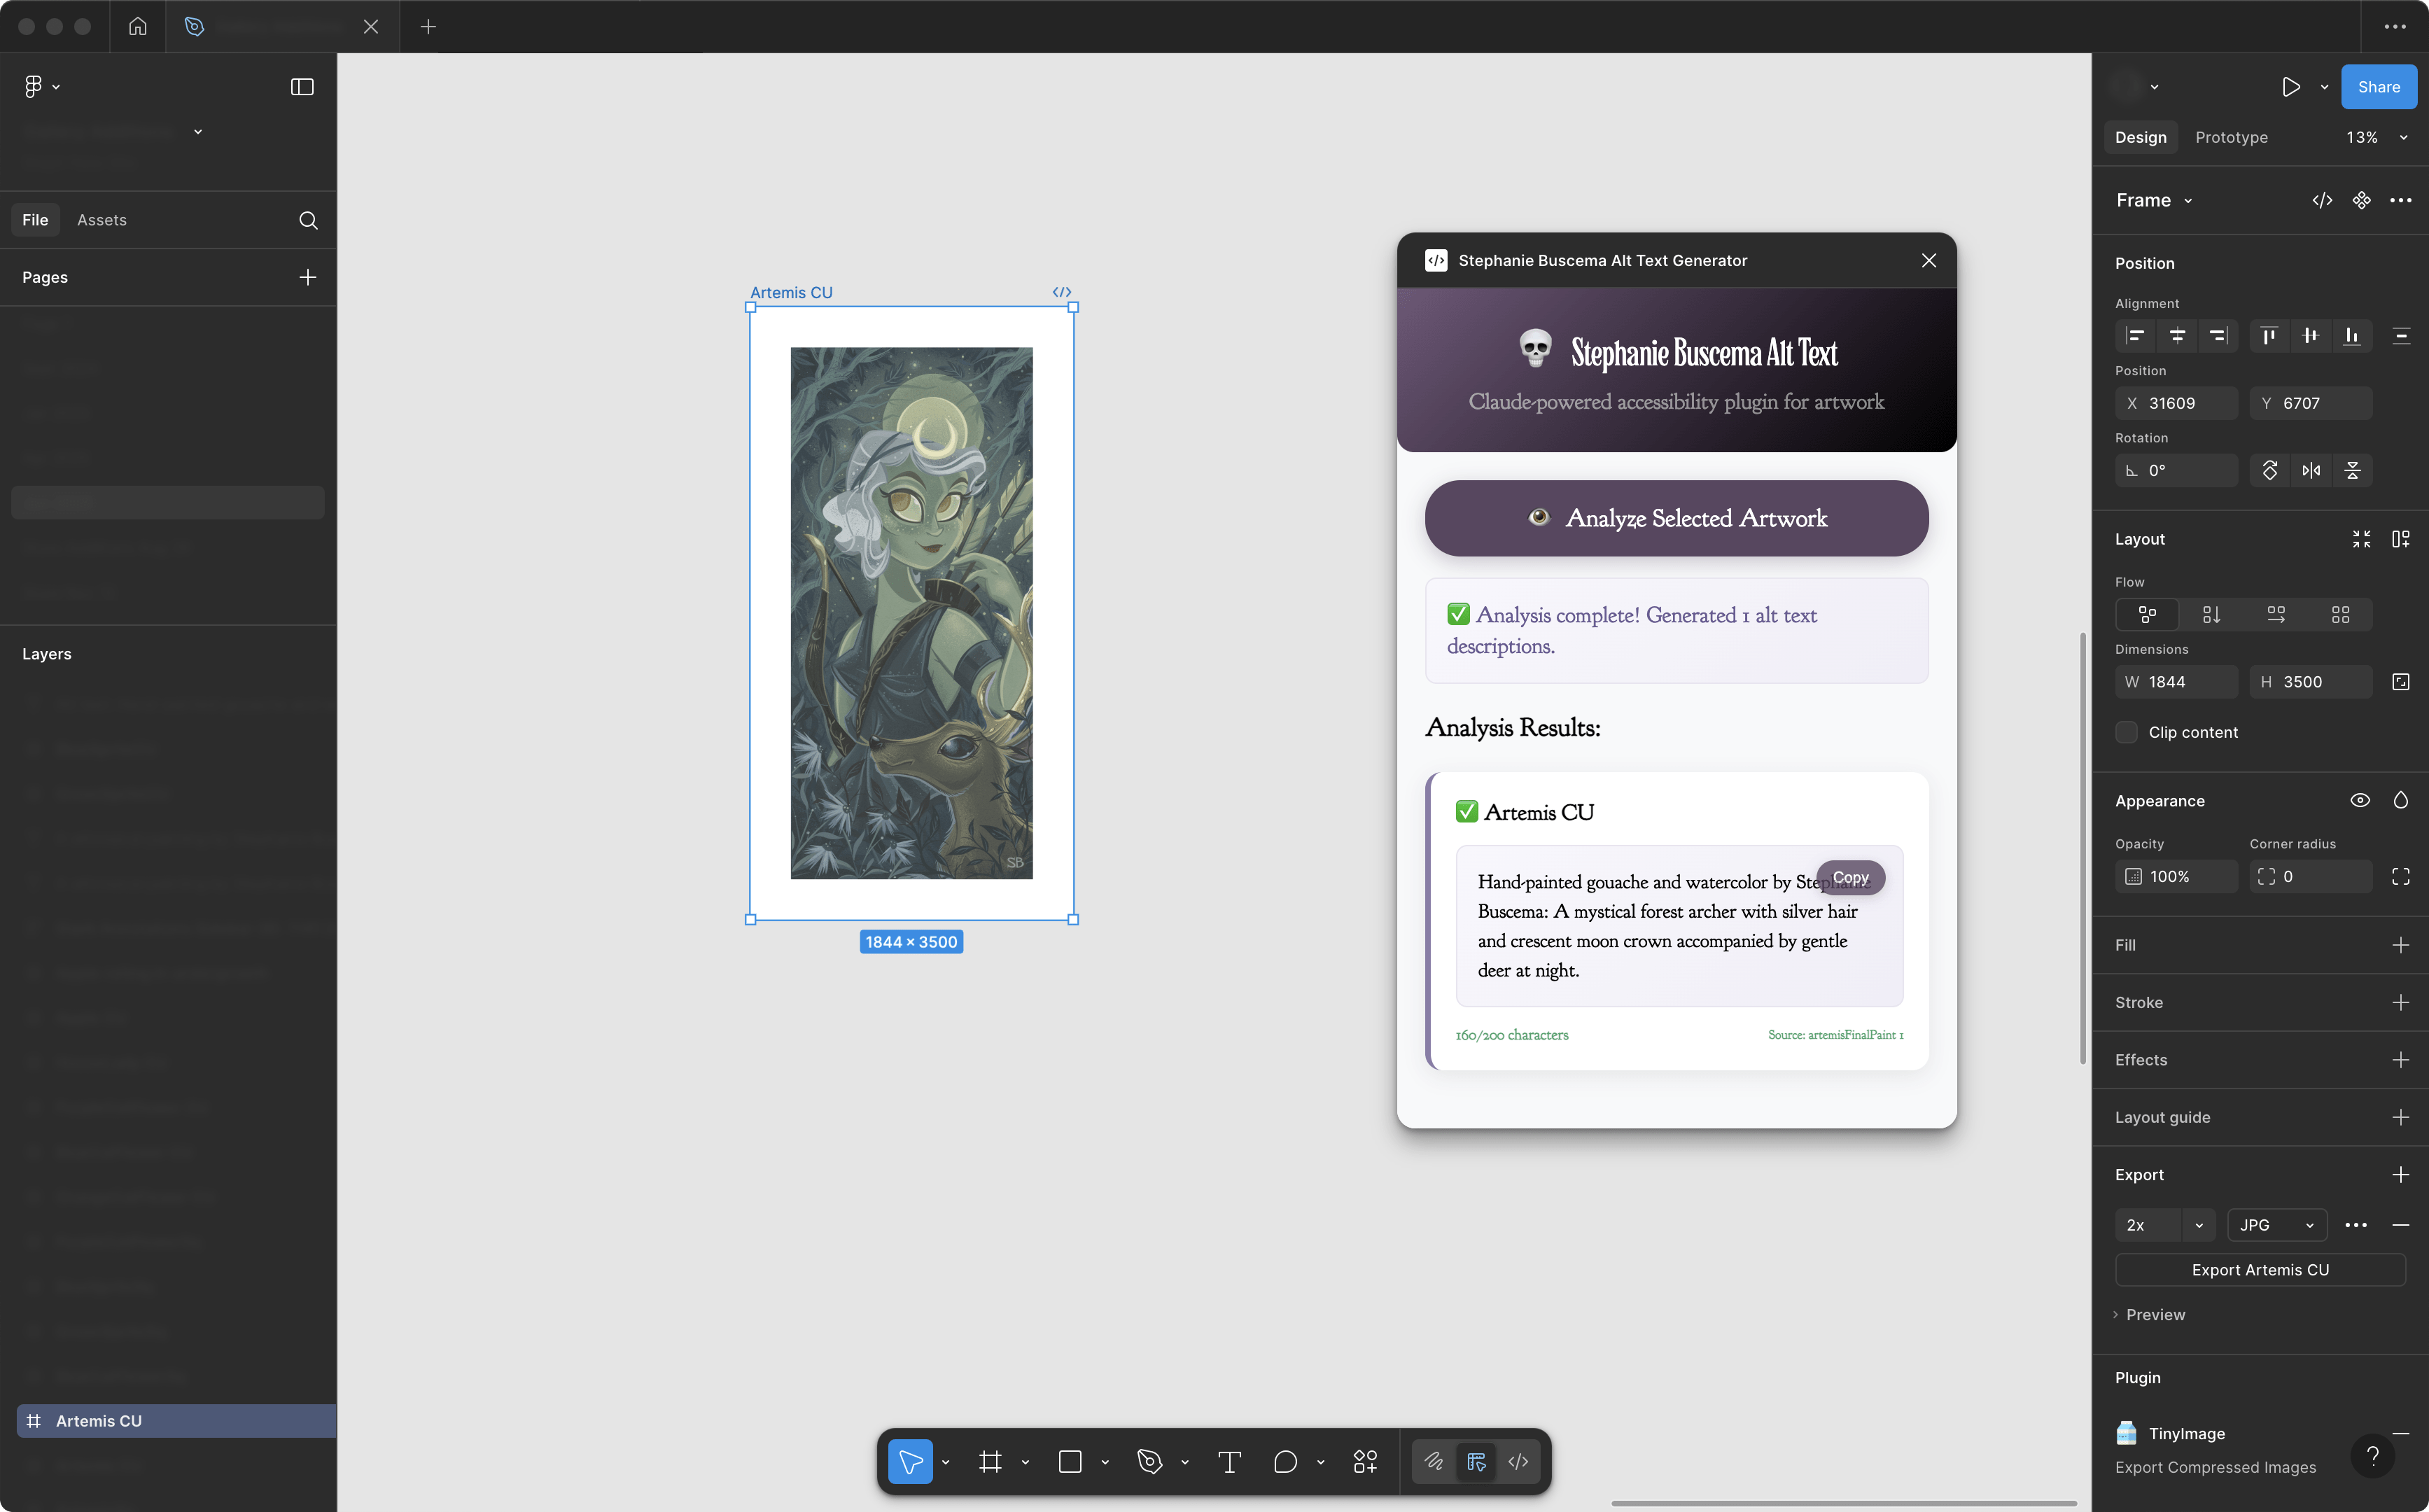 File
Assets
Pages
Layers
Artemis CU
Artemis CU
SB
1844 × 3500
Stephanie Buscema Alt Text Generator
Stephanie Buscema Alt Text
Claude-powered accessibility plugin for artwork
Analyze Selected Artwork
Analysis complete! Generated 1 alt text
descriptions.
Analysis Results:
Artemis CU
Copy
Hand-painted gouache and watercolor by Stephanie
Buscema: A mystical forest archer with silver hair
and crescent moon crown accompanied by gentle
deer at night.
160/200 characters
Source: artemisFinalPaint 1
Share
Design
Prototype
13%
Frame
Position
Alignment
Position
X 31609
Y 6707
Rotation
0°
Layout
Flow
Dimensions
W 1844
H 3500
Clip content
Appearance
Opacity
Corner radius
100%
0
Fill
Stroke
Effects
Layout guide
Export
2x
JPG
Export Artemis CU
Preview
Plugin
TinyImage
Export Compressed Images
?